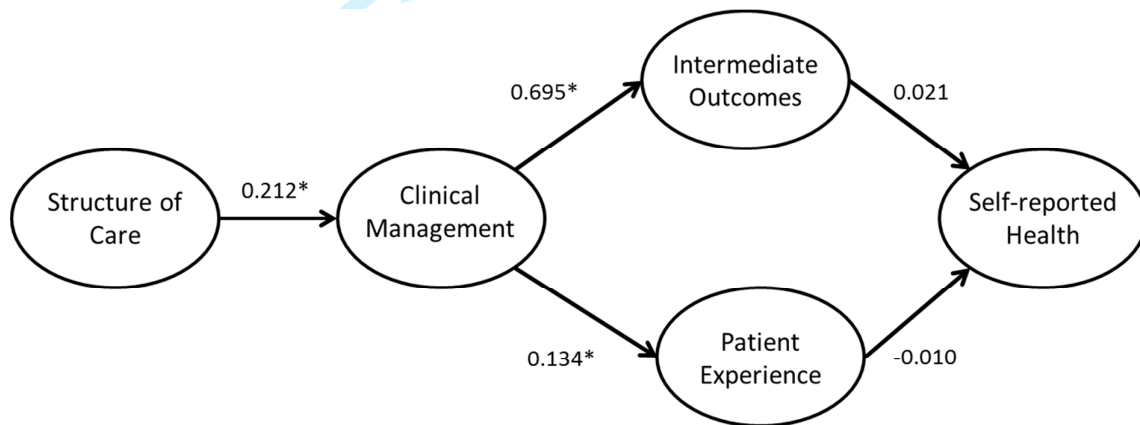 Structure of
Care
0.212*
Clinical
Management
0.695*
Intermediate
Outcomes
0.021
0.134*
Patient
Experience
-0.010
Self-reported
Health